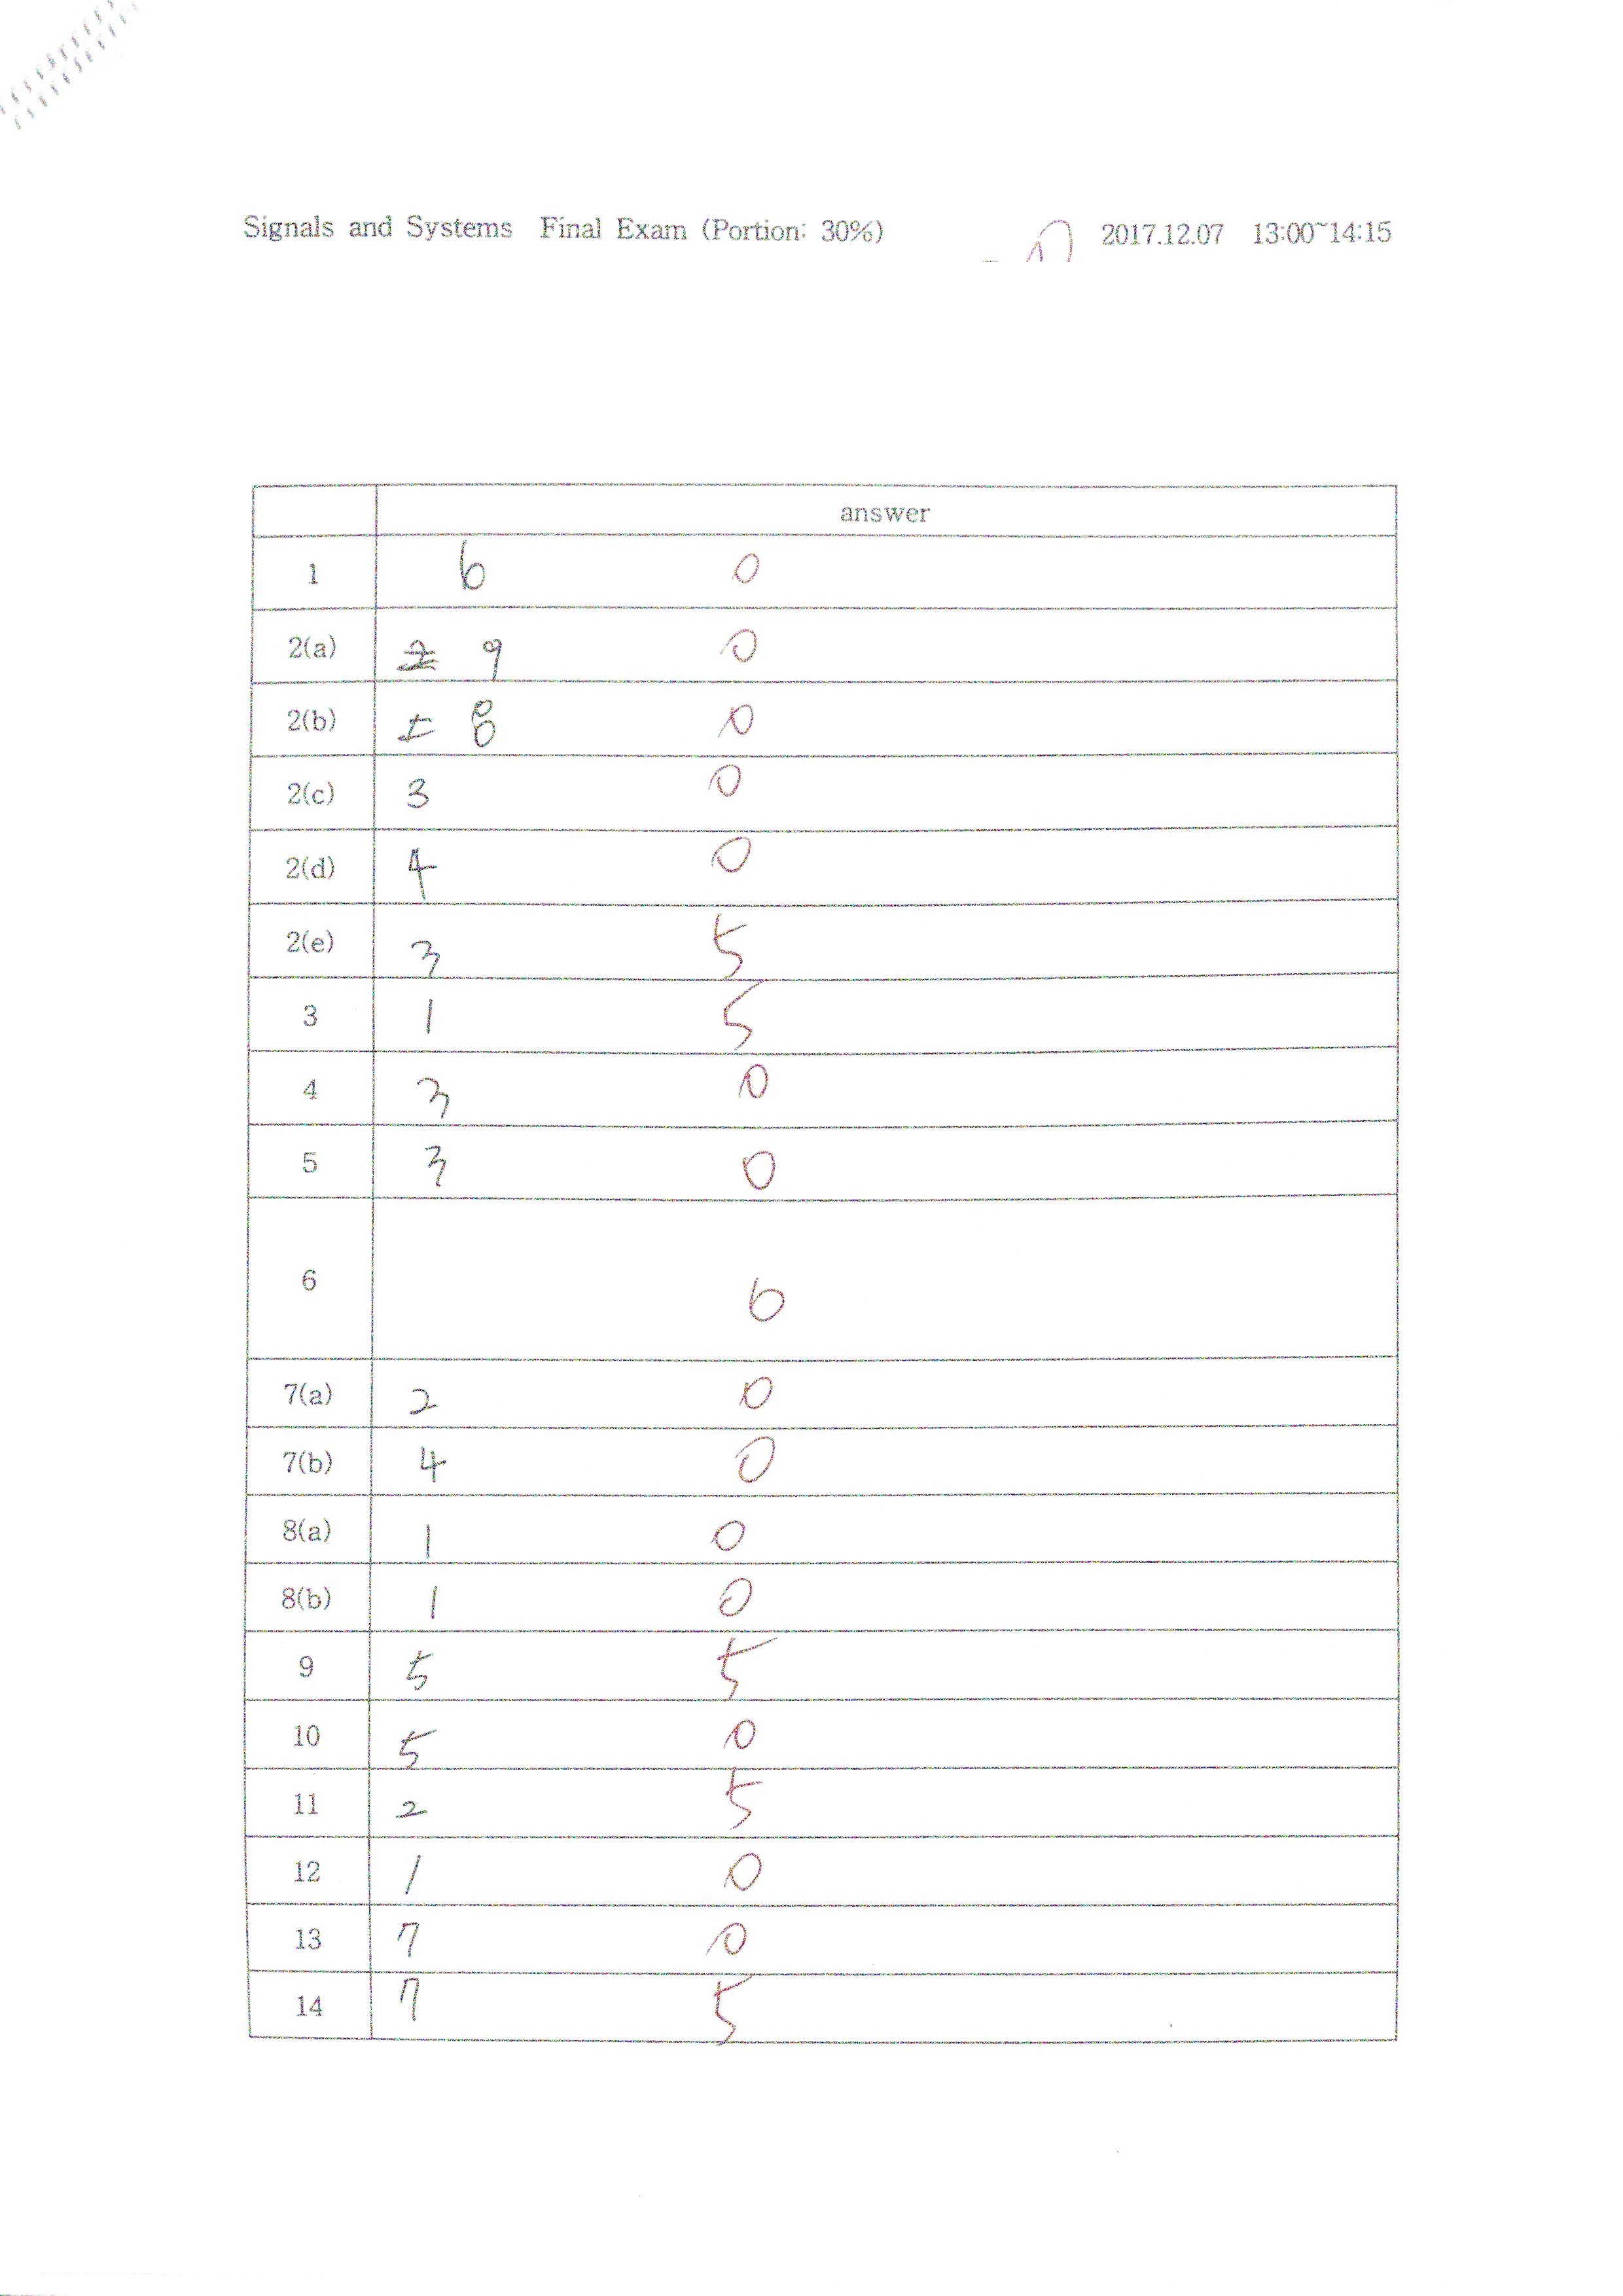 Signals and Systems Final Exam (Portion: 30%) 2017.12.07 13:00~14:15
answer
1 6 0
2(a) 9 0
2(b) 8 0
2(c) 3 0
2(d) 4 0
2(e) 3 5
3 1 5
4 3 0
5 3 0
6 6
7(a) 2 0
7(b) 4 0
8(a) 1 0
8(b) 1 0
9 5 5
10 5 0
11 2 5
12 1 0
13 7 0
14 7 5